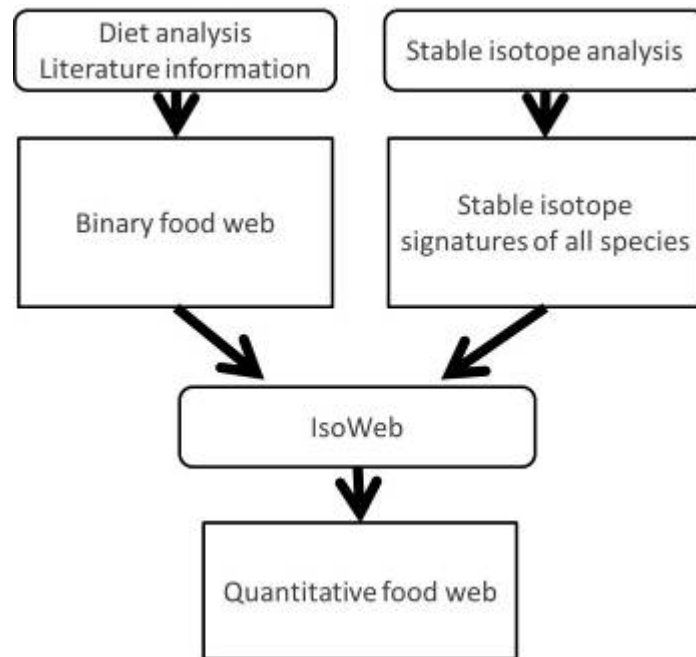 Diet analysis
Literature information
Stable isotope analysis
Binary food web
Stable isotope
signatures of all species
IsoWeb
Quantitative food web